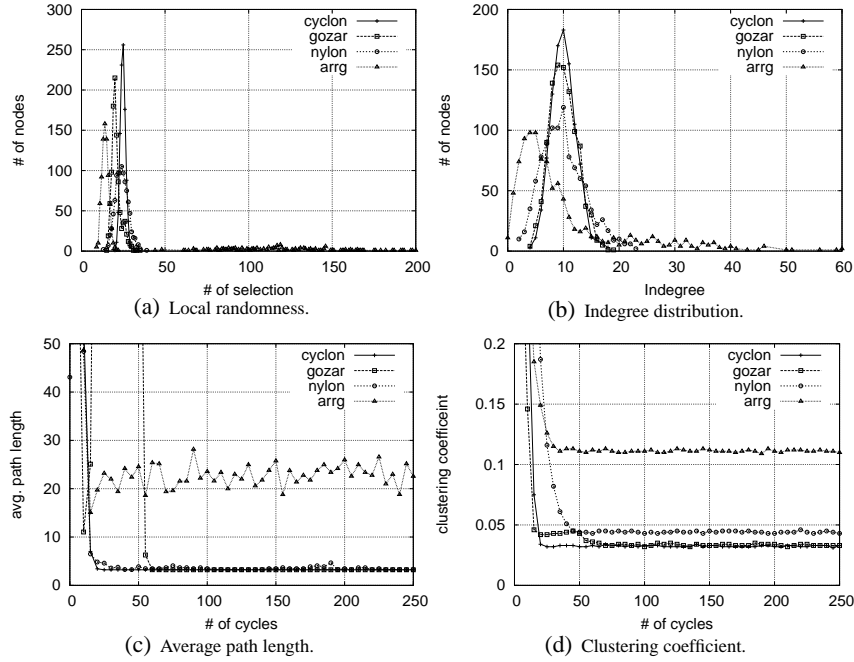 300
250
200
150
100
50
0
# of nodes
cyclon
gozar
nylon
arrg
0 50 100 150 200
# of selection
(a) Local randomness.
200
150
100
50
0
# of nodes
cyclon
gozar
nylon
arrg
0 10 20 30 40 50 60
Indegree
(b) Indegree distribution.
50
40
30
20
10
0
avg. path length
cyclon
gozar
nylon
arrg
0 50 100 150 200 250
# of cycles
(c) Average path length.
0.2
0.15
0.1
0.05
0
clustering coefficeint
cyclon
gozar
nylon
arrg
0 50 100 150 200 250
# of cycles
(d) Clustering coefficient.